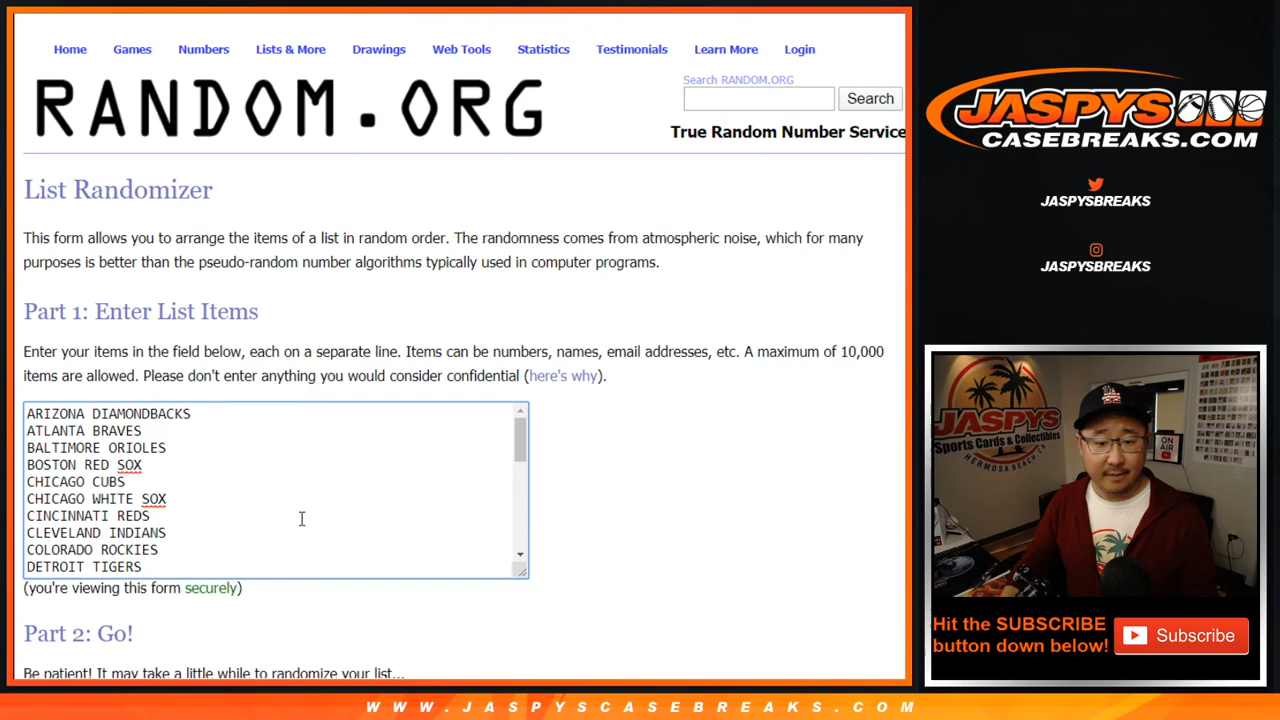 Home Games Numbers Lists & More Drawings Web Tools Statistics Testimonials Learn More Login
RANDOM.ORG
Search RANDOM.ORG
Search
True Random Number Service
List Randomizer
This form allows you to arrange the items of a list in random order. The randomness comes from atmospheric noise, which for many
purposes is better than the pseudo-random number algorithms typically used in computer programs.
Part 1: Enter List Items
Enter your items in the field below, each on a separate line. Items can be numbers, names, email addresses, etc. A maximum of 10,000
items are allowed. Please don't enter anything you would consider confidential (here's why).
ARIZONA DIAMONDBACKS
ATLANTA BRAVES
BALTIMORE ORIOLES
BOSTON RED SOX
CHICAGO CUBS
CHICAGO WHITE SOX
CINCINNATI REDS
CLEVELAND INDIANS
COLORADO ROCKIES
DETROIT TIGERS
(you're viewing this form securely)
Part 2: Go!
Be patient! It may take a little while to randomize your list...
JASPYS
CASEBREAKS.COM
JASPYSBREAKS
JASPYSBREAKS
JASPYS
Sports Cards & Collectibles
HERMOSA BEACH, CA
ON AIR
Hit the SUBSCRIBE
button down below!
Subscribe
WWW.JASPYSCASEBREAKS.COM